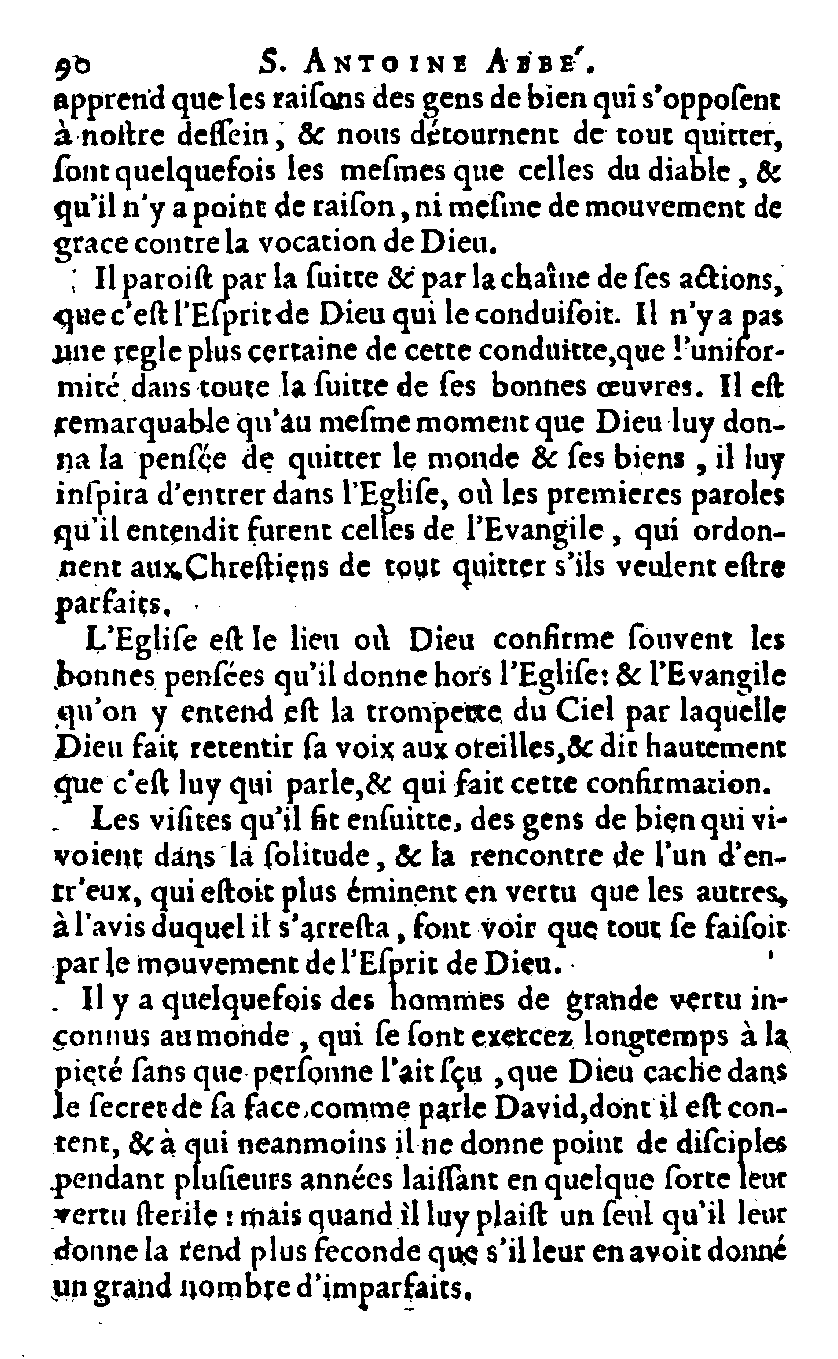 90 S. ANTOINE ABBÉ.
apprend que les raiſons des gens de bien qui s'oppoſent
à noſtre deſſein, & nous détournent de tout quitter,
ſont quelquefois les meſmes que celles du diable, &
qu'il n'y a point de raiſon, ni meſme de mouvement de
grace contre la vocation de Dieu.
Il paroiſt par la ſuitte & par la chaîne de ſes actions,
que c'eſt l'Eſprit de Dieu qui le conduiſoit. Il n'y a pas
une regle plus certaine de cette conduitte, que l'unifor-
mité dans toute la ſuitte de ſes bonnes œuvres. Il eſt
remarquable qu'au meſme moment que Dieu luy don-
na la penſée de quitter le monde & ſes biens, il luy
inſpira d'entrer dans l'Egliſe, où les premieres paroles
qu'il entendit furent celles de l'Evangile, qui ordon-
nent aux Chreſtiens de tout quitter s'ils veulent eſtre
parfaits.
L'Egliſe eſt le lieu où Dieu confirme ſouvent les
bonnes penſées qu'il donne hors l'Egliſe: & l'Evangile
qu'on y entend eſt la trompette du Ciel par laquelle
Dieu fait retentir ſa voix aux oreilles, & dit hautement
que c'eſt luy qui parle, & qui fait cette confirmation.
Les viſites qu'il fit enſuitte, des gens de bien qui vi-
voient dans la ſolitude, & la rencontre de l'un d'en-
tr'eux, qui eſtoit plus éminent en vertu que les autres,
à l'avis duquel il s'arreſta, font voir que tout ſe faiſoit
par le mouvement de l'Eſprit de Dieu.
Il y a quelquefois des hommes de grande vertu in-
connus au monde, qui ſe ſont exercez longtemps à la
pieté ſans que perſonne l'ait ſçu, que Dieu cache dans
le ſecret de ſa face, comme parle David, dont il eſt con-
tent, & à qui neanmoins il ne donne point de diſciples
pendant pluſieurs années laiſſant en quelque ſorte leur
vertu ſterile: mais quand il luy plaiſt un ſeul qu'il leur
donne la rend plus feconde que s'il leur en avoit donné
un grand nombre d'imparfaits.